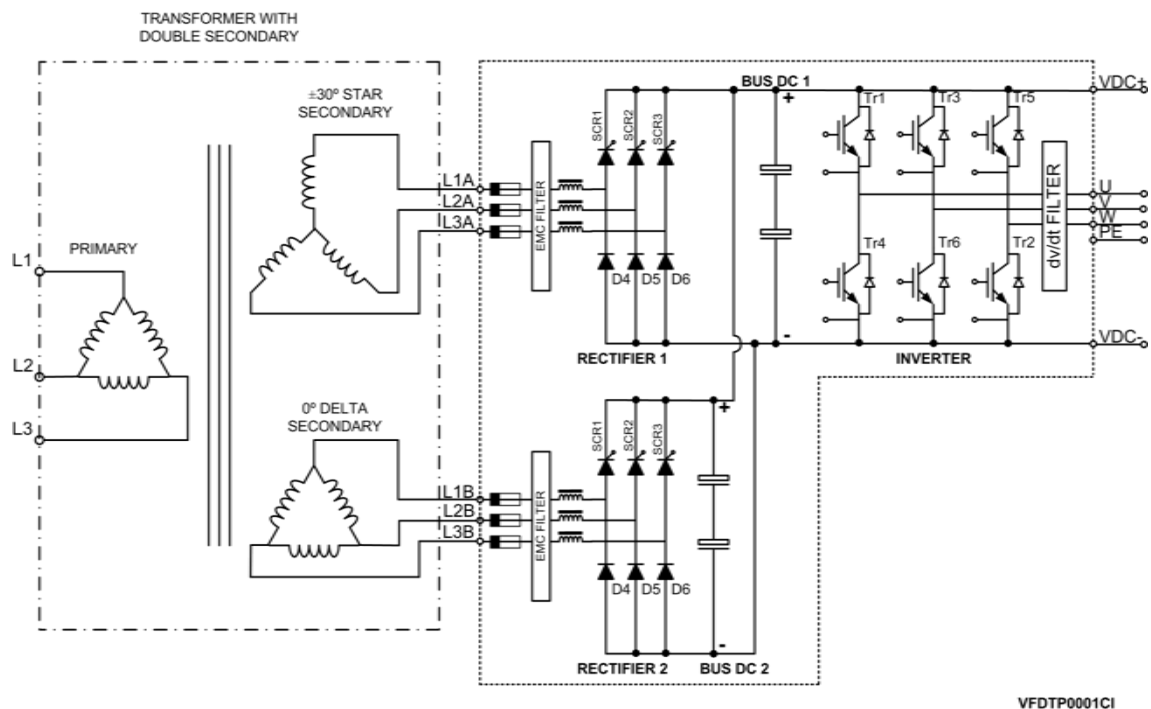 TRANSFORMER WITH
DOUBLE SECONDARY
±30º STAR
SECONDARY
PRIMARY
L1
L2
L3
0º DELTA
SECONDARY
L1A
L2A
L3A
EMC FILTER
SCR1
SCR2
SCR3
D4
D5
D6
RECTIFIER 1
BUS DC 1
+
-
Tr1
Tr3
Tr5
Tr4
Tr6
Tr2
INVERTER
dv/dt FILTER
VDC+
U
V
W
PE
VDC-
L1B
L2B
L3B
EMC FILTER
SCR1
SCR2
SCR3
D4
D5
D6
+
-
RECTIFIER 2
BUS DC 2
VFDTP0001CI